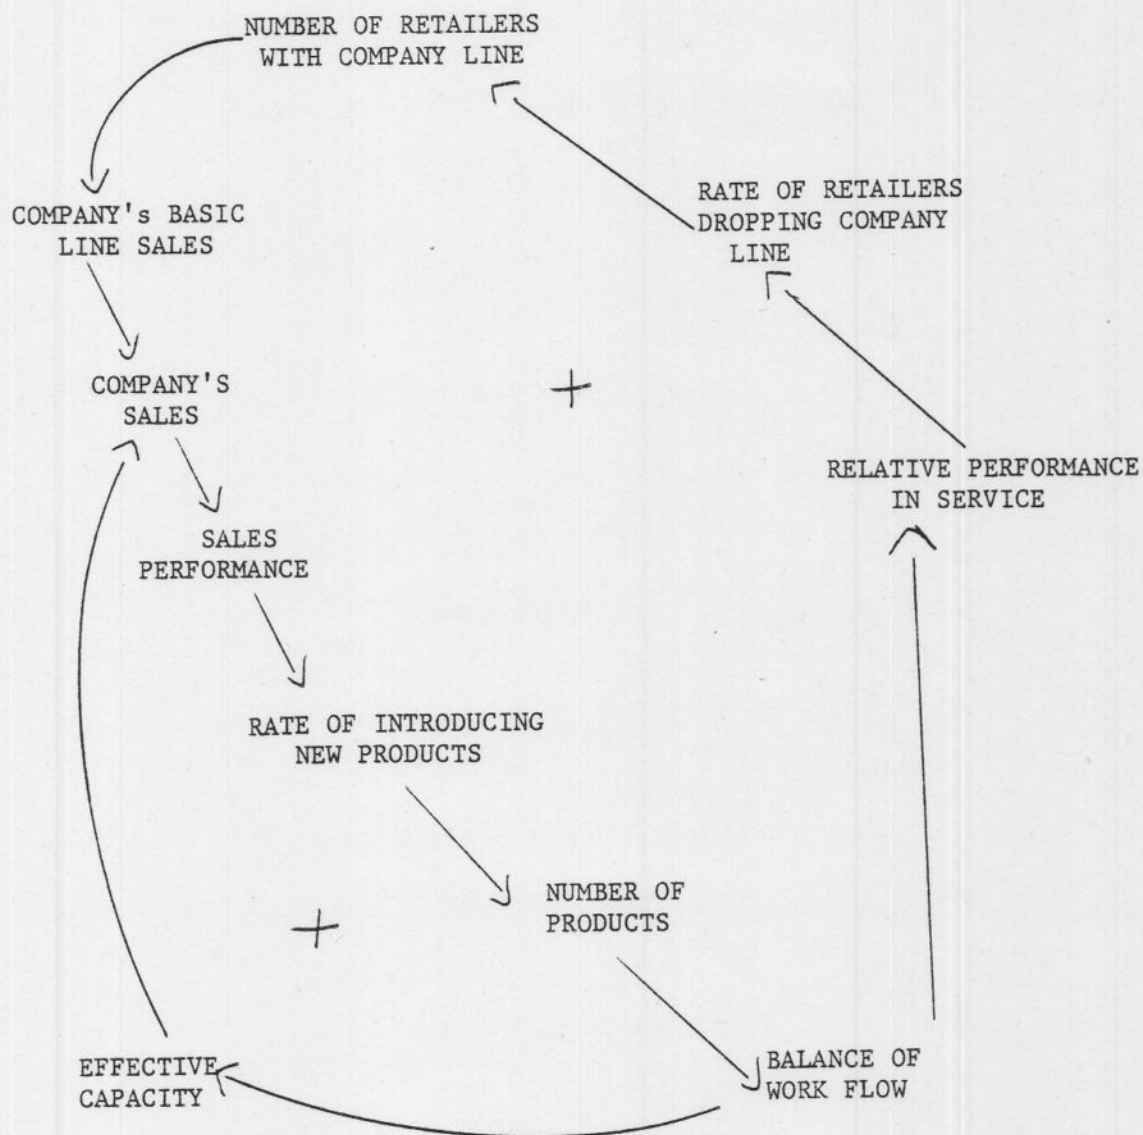 NUMBER OF RETAILERS
WITH COMPANY LINE
RATE OF RETAILERS
DROPPING COMPANY
LINE
COMPANY's BASIC
LINE SALES
COMPANY'S
SALES
+
RELATIVE PERFORMANCE
IN SERVICE
SALES
PERFORMANCE
RATE OF INTRODUCING
NEW PRODUCTS
NUMBER OF
PRODUCTS
+
EFFECTIVE
CAPACITY
BALANCE OF
WORK FLOW